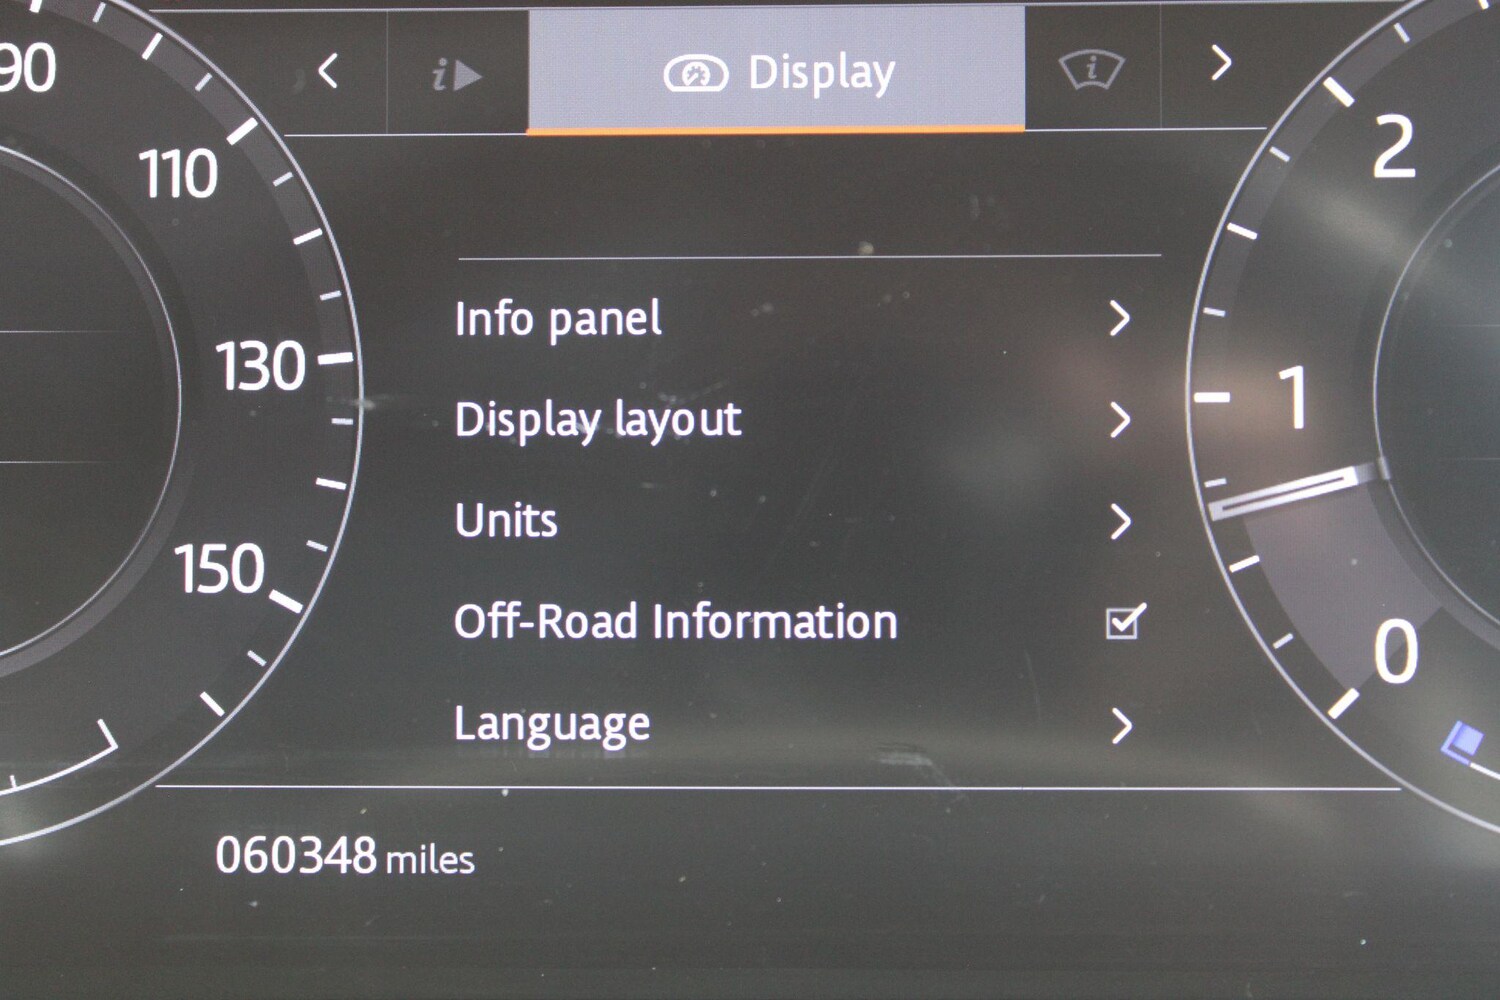 Display
90
110
130
150
2
1
0
Info panel
Display layout
Units
Off-Road Information
Language
060348 miles